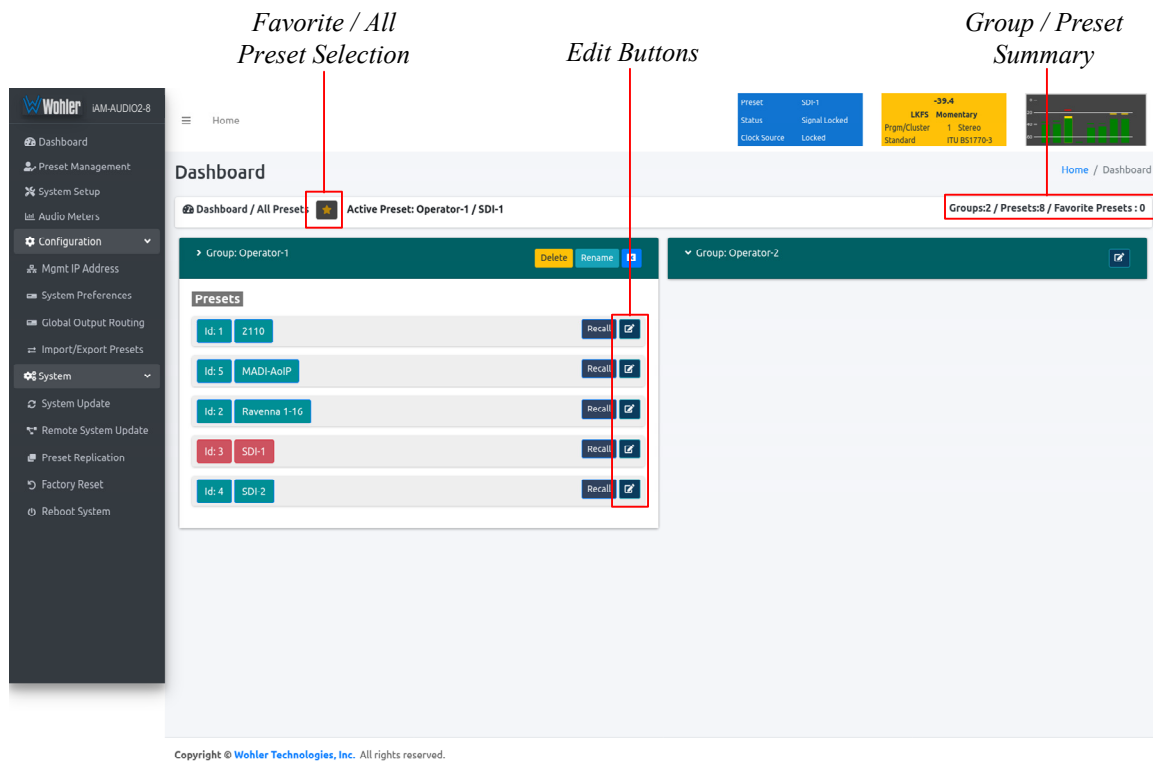 Favorite / All
Preset Selection
Edit Buttons
Group / Preset
Summary
Wohler iAM-AUDIO2-8
Dashboard
Preset Management
System Setup
Audio Meters
Configuration
Mgmt IP Address
System Preferences
Global Output Routing
Import/Export Presets
System
System Update
Remote System Update
Preset Replication
Factory Reset
Reboot System
Home
Preset SDI-1
Status Signal Locked
Clock Source Locked
-39.4
LKFS Momentary
Prgm/Cluster 1 Stereo
Standard ITU BS1770-3
Dashboard
Home / Dashboard
Dashboard / All Presets
Active Preset: Operator-1 / SDI-1
Groups:2 / Presets:8 / Favorite Presets : 0
Group: Operator-1
Delete Rename
Group: Operator-2
Presets
Id: 1 2110 Recall
Id: 5 MADI-AoIP Recall
Id: 2 Ravenna 1-16 Recall
Id: 3 SDI-1 Recall
Id: 4 SDI-2 Recall
Copyright © Wohler Technologies, Inc. All rights reserved.